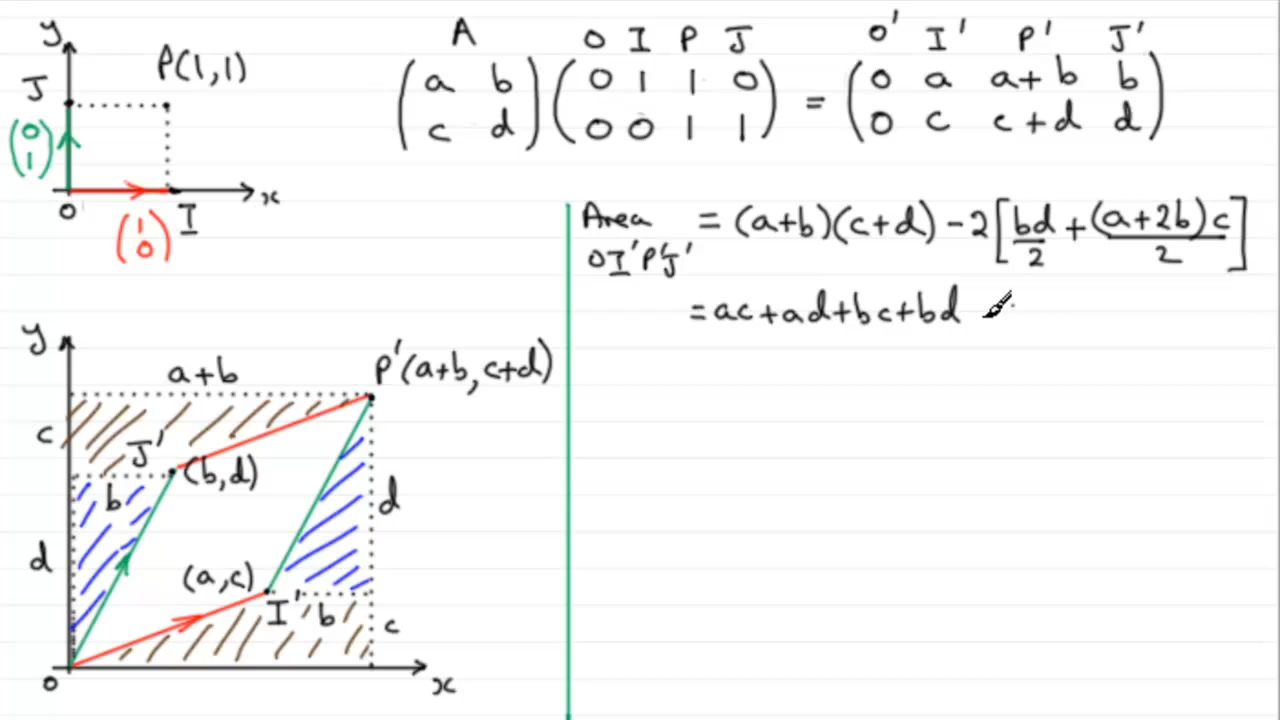 y
J
P(1,1)
(0
1)
O
I
x
(1
0)
A O I P J O' I' P' J'
(a b) (0 1 1 0) = (0 a a+b b)
(c d) (0 0 1 1) (0 c c+d d)
Area = (a+b)(c+d) - 2[bd/2 + (a+2b)c/2]
OI'P'J'
= ac+ad+bc+bd
y
a+b
P'(a+b, c+d)
c
J'
(b,d)
b
d
d
(a,c)
I'
b
c
O
x